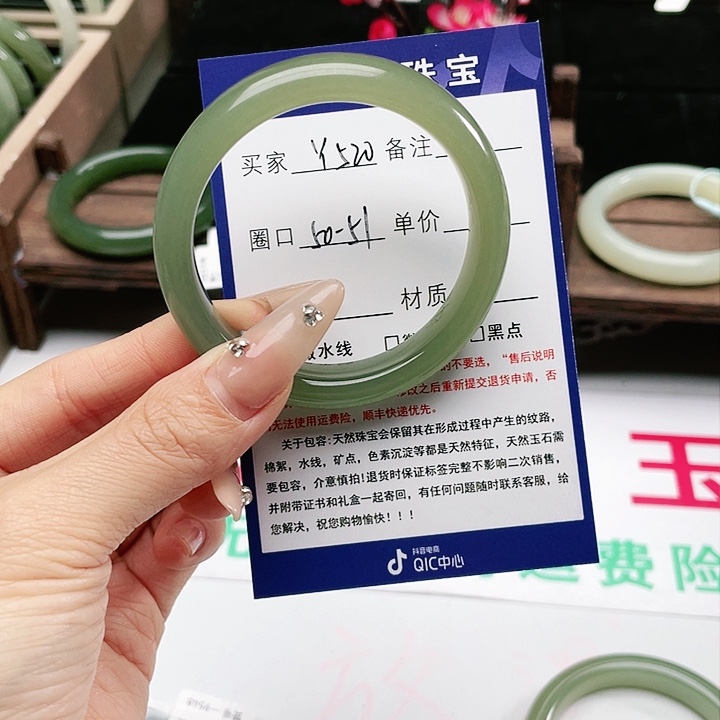 珠宝
买家 ￥520 备注
圈口 50-51 单价
材质
水线 黑点
的不要选，“售后说明
改之后重新提交退货申请，否
无法使用运费险，顺丰快递优先。
关于包容：天然珠宝会保留其在形成过程中产生的纹路，
棉絮，水线，矿点，色素沉淀等都是天然特征，天然玉石需
要包容，介意慎拍！退货时保证标签完整不影响二次销售，
并附带证书和礼盒一起寄回，有任何问题随时联系客服，给
您解决，祝您购物愉快！！！
抖音电商
QIC中心
玉
运费险